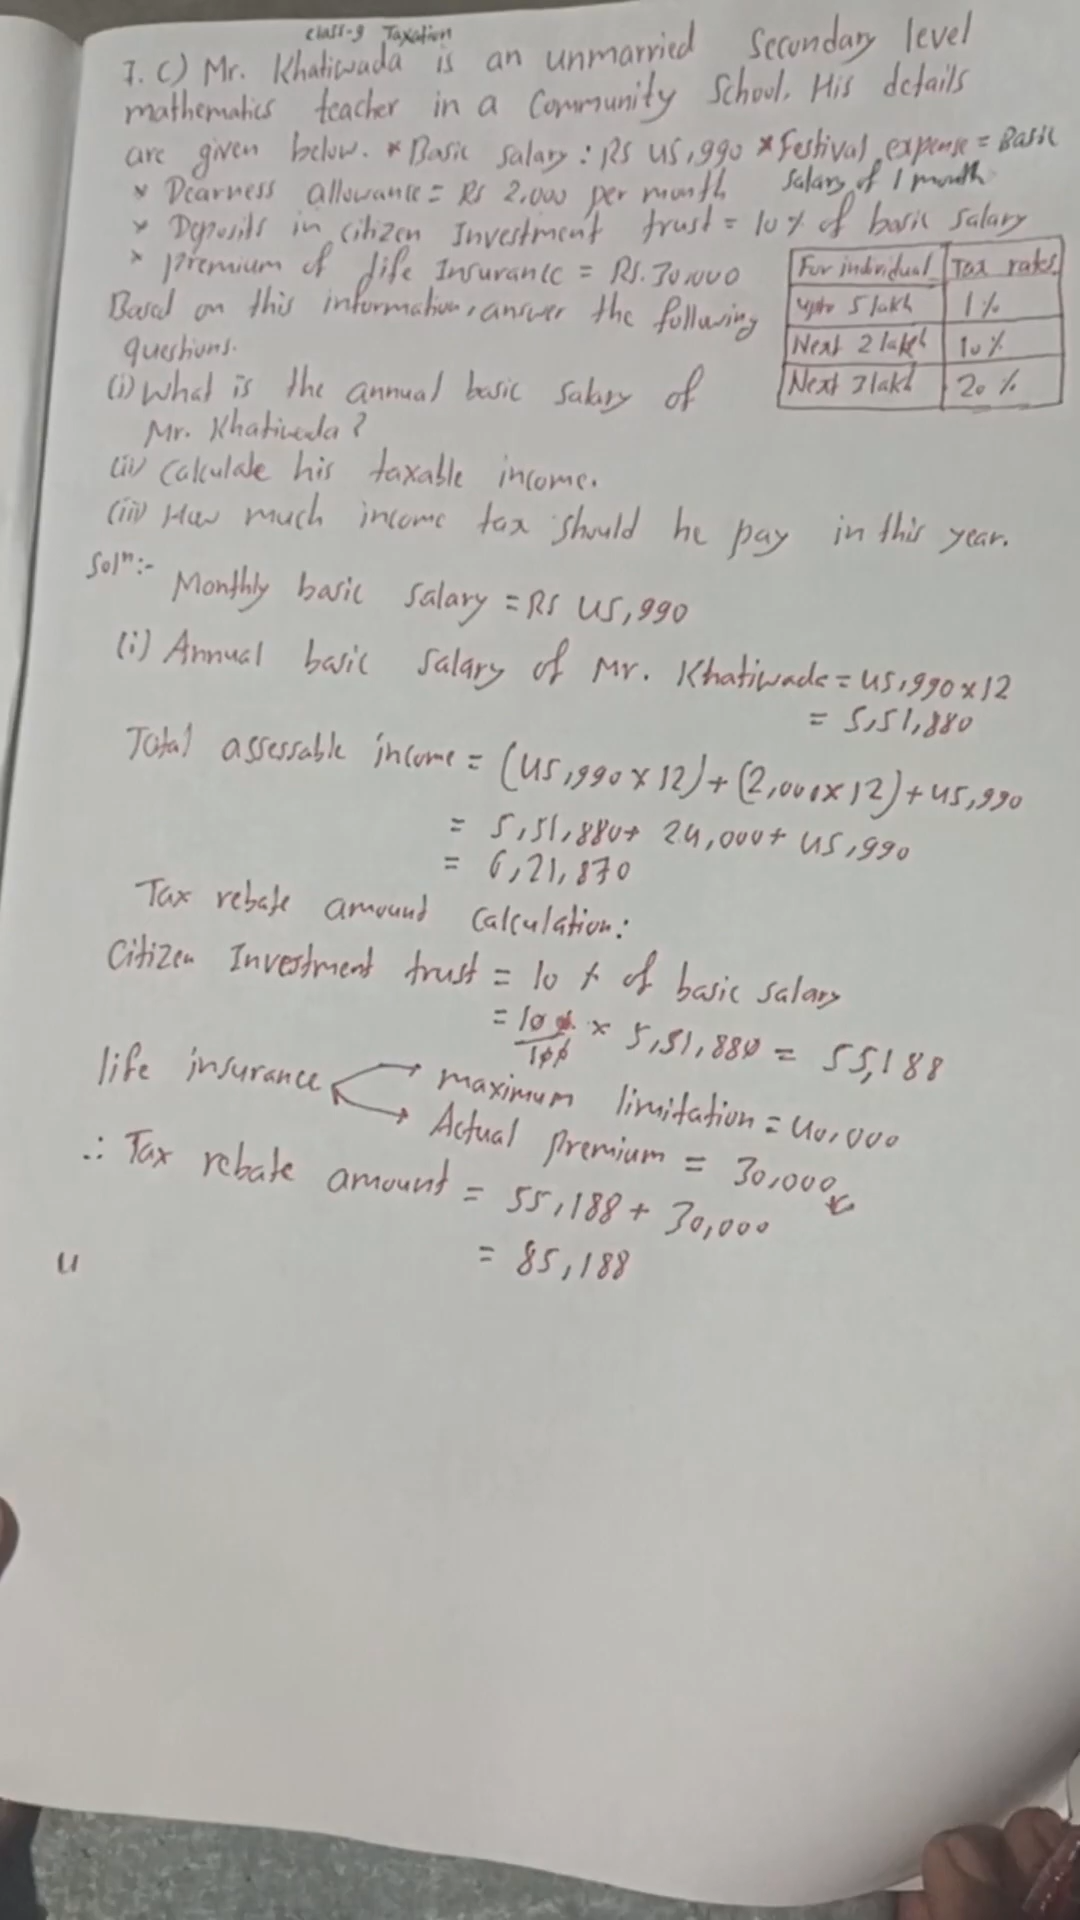 class-9 Taxation
7. C) Mr. Khatiwada is an unmarried Secondary level
mathematics teacher in a Community School. His details
are given below. * Basic salary : Rs 45,990 * Festival expense = Basic
salary of 1 month
* Dearness allowance = Rs 2,000 per month
* Deposits in citizen Investment trust = 10% of basic salary
* premium of life Insurance = Rs. 30,000
For individual Tax rates
upto 5 lakh 1%
Next 2 lakh 10%
Next 3 lakh 20%
Based on this information, answer the following
questions.
(i) What is the annual basic salary of
Mr. Khatiwada ?
(ii) Calculate his taxable income.
(iii) How much income tax should he pay in this year.
Solⁿ:-
Monthly basic salary = Rs 45,990
(i) Annual basic salary of Mr. Khatiwada = 45,990 x 12
= 5,51,880
Total assessable income = (45,990 x 12) + (2,000 x 12) + 45,990
= 5,51,880 + 24,000 + 45,990
= 6,21,870
Tax rebate amount calculation:
Citizen Investment trust = 10 % of basic salary
= 10/100 x 5,51,880 = 55,188
life insurance → maximum limitation = 40,000
→ Actual premium = 30,000
∴ Tax rebate amount = 55,188 + 30,000
= 85,188